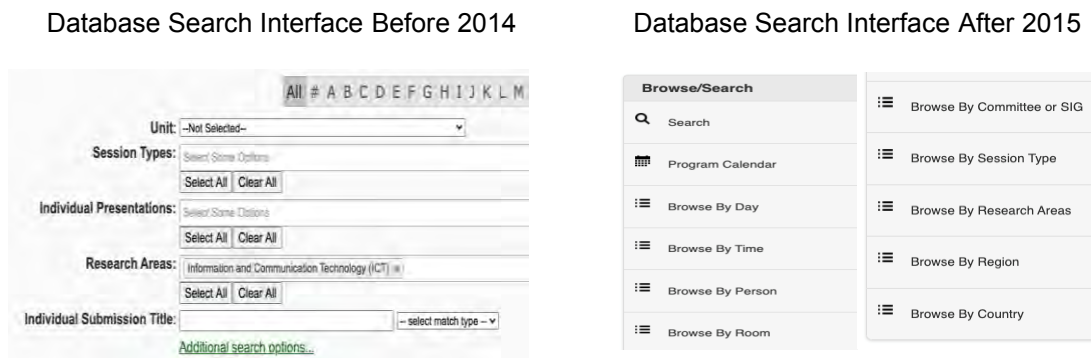 Database Search Interface Before 2014
All # A B C D E F G H I J K L M
Unit: --Not Selected--
Session Types: Select Some Options
Select All Clear All
Individual Presentations: Select Some Options
Select All Clear All
Research Areas: Information and Communication Technology (ICT)
Select All Clear All
Individual Submission Title: -- select match type --
Additional search options...
Database Search Interface After 2015
Browse/Search
Search
Program Calendar
Browse By Day
Browse By Time
Browse By Person
Browse By Room
Browse By Committee or SIG
Browse By Session Type
Browse By Research Areas
Browse By Region
Browse By Country